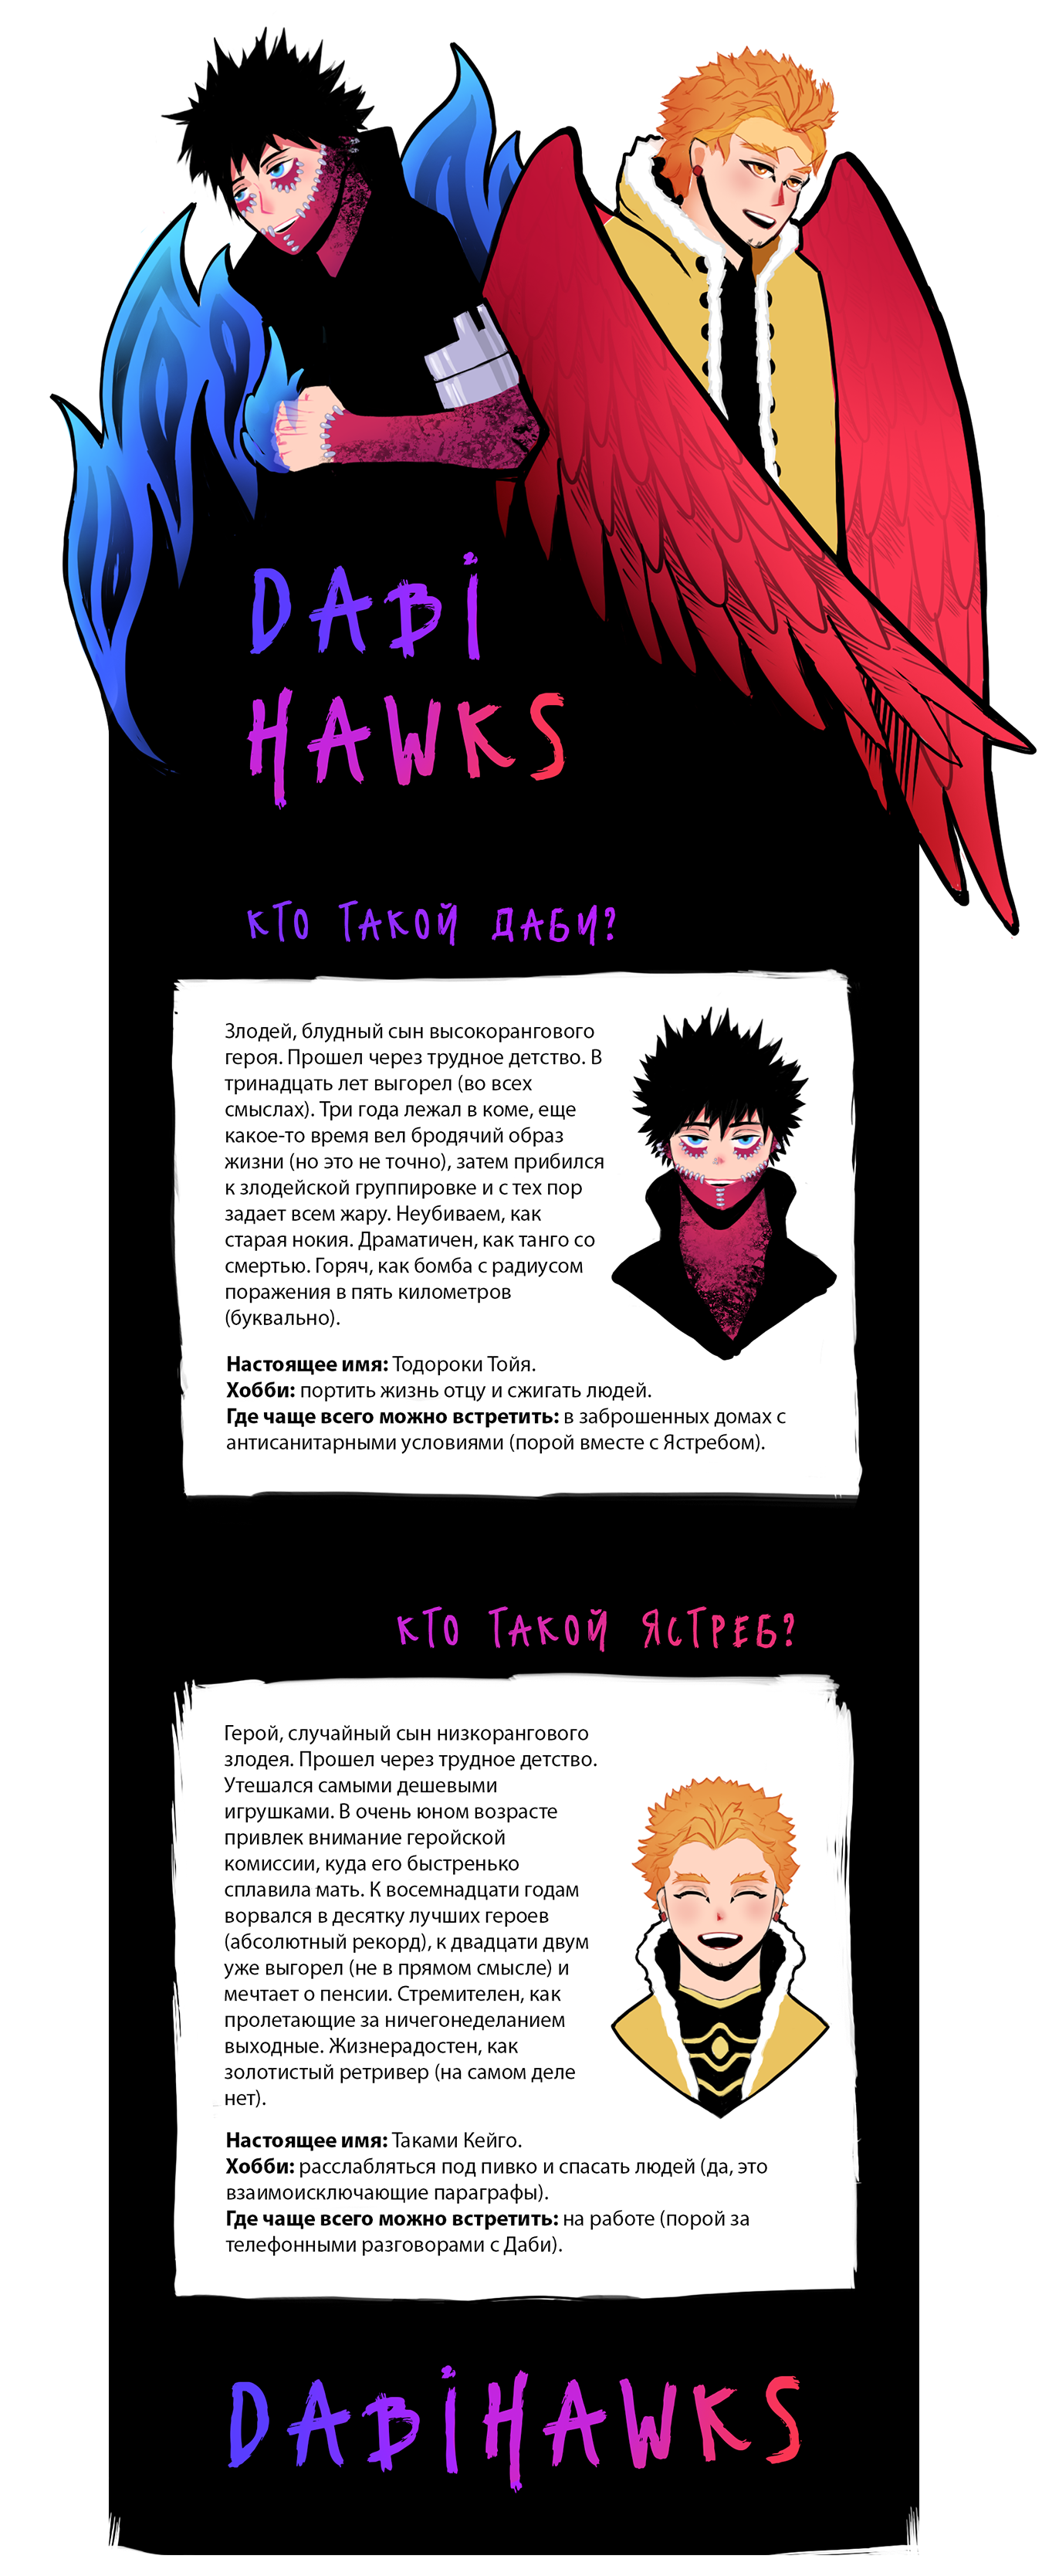 DABI
HAWKS
КТО ТАКОЙ ДАБИ?
Злодей, блудный сын высокорангового
героя. Прошел через трудное детство. В
тринадцать лет выгорел (во всех
смыслах). Три года лежал в коме, еще
какое-то время вел бродячий образ
жизни (но это не точно), затем прибился
к злодейской группировке и с тех пор
задает всем жару. Неубиваем, как
старая нокия. Драматичен, как танго со
смертью. Горяч, как бомба с радиусом
поражения в пять километров
(буквально).
Настоящее имя: Тодороки Тойя.
Хобби: портить жизнь отцу и сжигать людей.
Где чаще всего можно встретить: в заброшенных домах с
антисанитарными условиями (порой вместе с Ястребом).
КТО ТАКОЙ ЯСТРЕБ?
Герой, случайный сын низкорангового
злодея. Прошел через трудное детство.
Утешался самыми дешевыми
игрушками. В очень юном возрасте
привлек внимание геройской
комиссии, куда его быстренько
сплавила мать. К восемнадцати годам
ворвался в десятку лучших героев
(абсолютный рекорд), к двадцати двум
уже выгорел (не в прямом смысле) и
мечтает о пенсии. Стремителен, как
пролетающие за ничегонеделанием
выходные. Жизнерадостен, как
золотистый ретривер (на самом деле
нет).
Настоящее имя: Таками Кейго.
Хобби: расслабляться под пивко и спасать людей (да, это
взаимоисключающие параграфы).
Где чаще всего можно встретить: на работе (порой за
телефонными разговорами с Даби).
DABIHAWKS